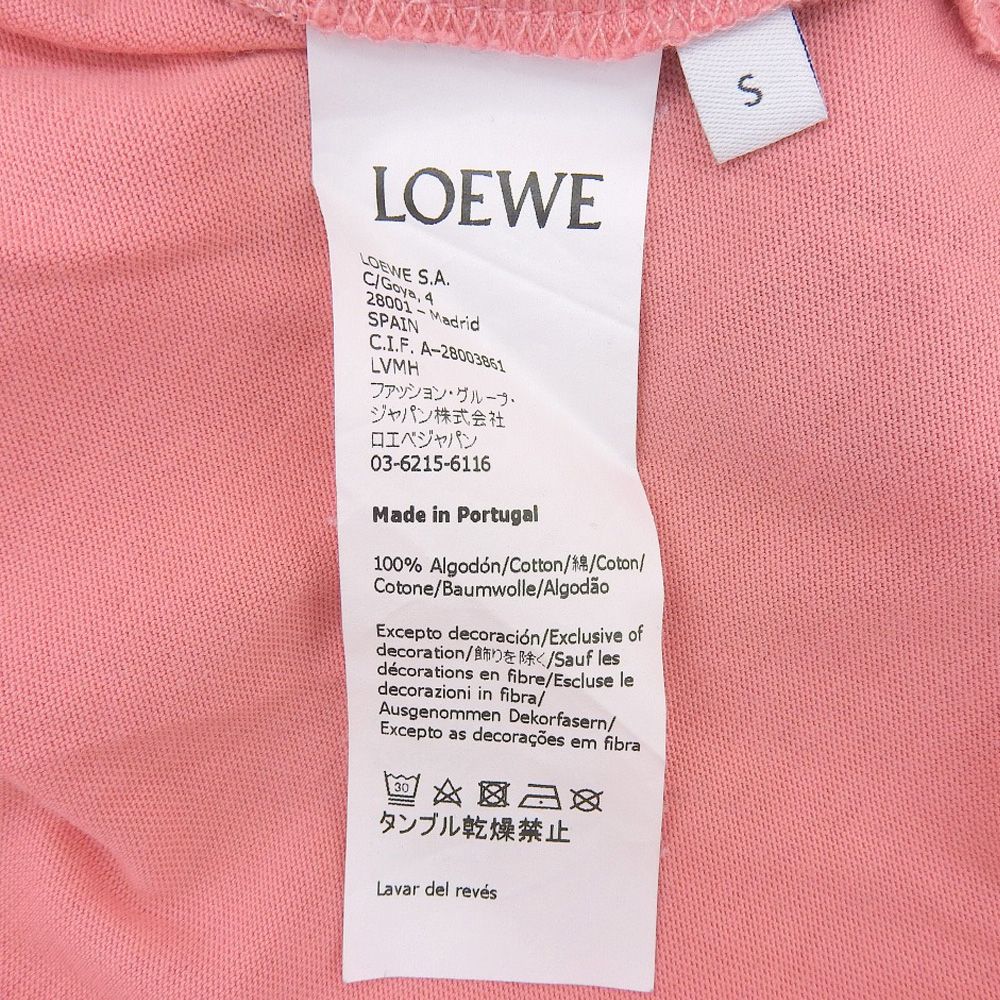 S
LOEWE
LOEWE S.A.
C/Goya, 4
28001 – Madrid
SPAIN
C.I.F. A–28003861
LVMH
ファッション・グループ・
ジャパン株式会社
ロエベジャパン
03-6215-6116
Made in Portugal
100% Algodón/Cotton/綿/Coton/
Cotone/Baumwolle/Algodão
Excepto decoración/Exclusive of
decoration/飾りを除く/Sauf les
décorations en fibre/Escluse le
decorazioni in fibra/
Ausgenommen Dekorfasern/
Excepto as decorações em fibra
30
タンブル乾燥禁止
Lavar del revés